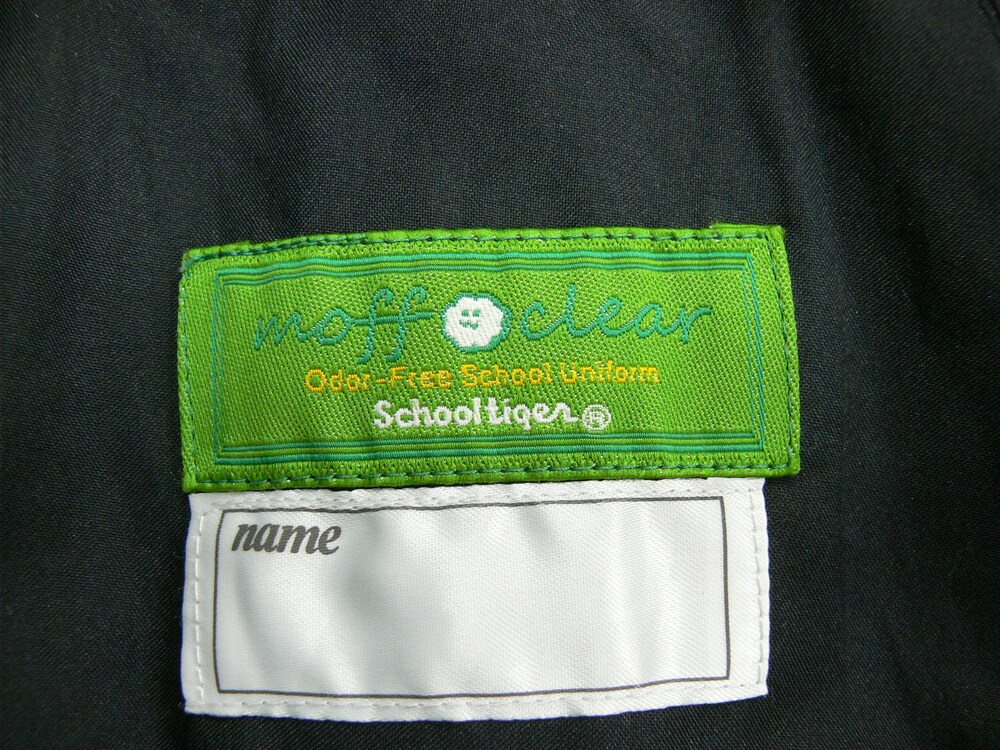 moff clear
Odor-Free School Uniform
Schooltiger®
name